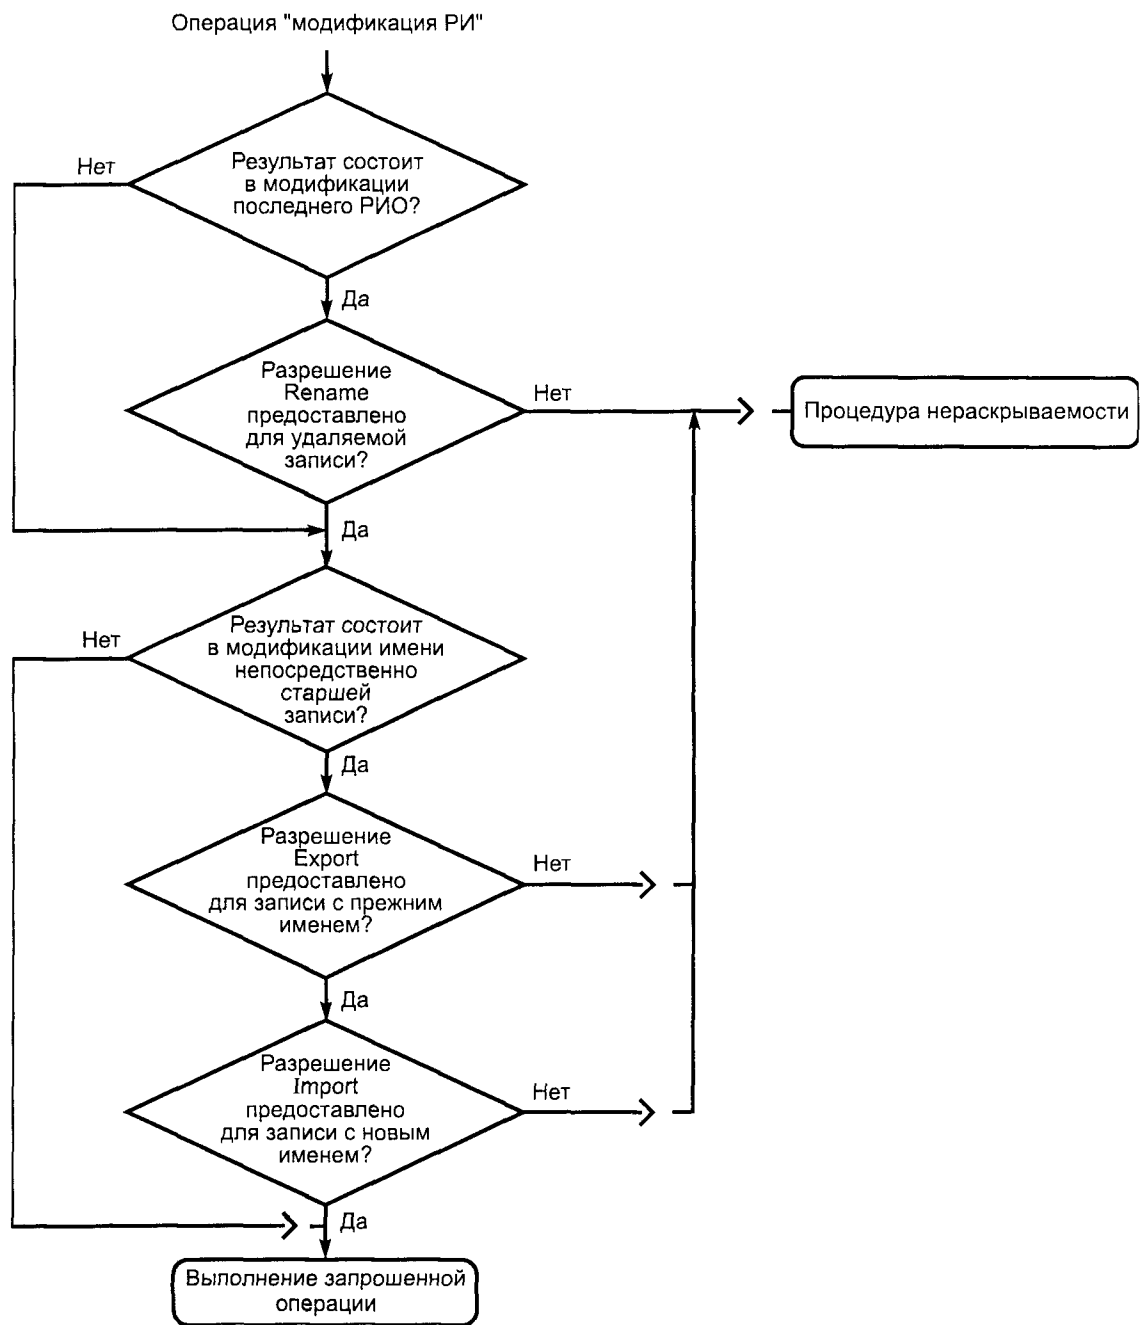 Операция "модификация РИ"
Нет
Результат состоит
в модификации
последнего РИО?
Да
Разрешение
Rename
предоставлено
для удаляемой
записи?
Нет
Процедура нераскрываемости
Да
Нет
Результат состоит
в модификации имени
непосредственно
старшей
записи?
Да
Разрешение
Export
предоставлено
для записи с прежним
именем?
Нет
Да
Разрешение
Import
предоставлено
для записи с новым
именем?
Нет
Да
Выполнение запрошенной
операции